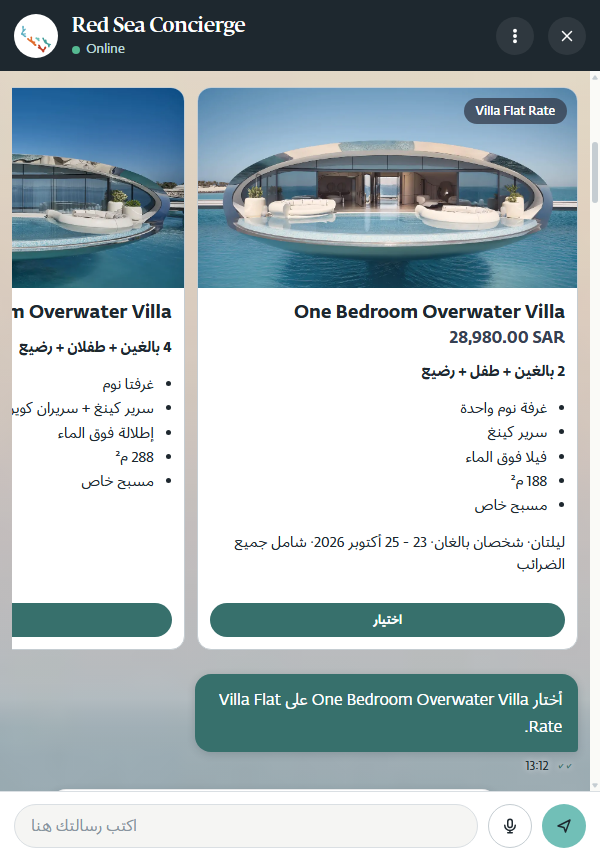 Red Sea Concierge
Online
Villa Flat Rate
One Bedroom Overwater Villa
28,980.00 SAR
2 بالغين + طفل + رضيع
غرفة نوم واحدة
سرير كينغ
فيلا فوق الماء
188 م²
مسبح خاص
ليلتان· شخصان بالغان· 23 - 25 أكتوبر 2026· شامل جميع
الضرائب
اختيار
m Overwater Villa
4 بالغين + طفلان + رضيع
غرفتا نوم
سرير كينغ + سريران كوير
إطلالة فوق الماء
288 م²
مسبح خاص
أختار One Bedroom Overwater Villa على Villa Flat
Rate.
13:12
اكتب رسالتك هنا